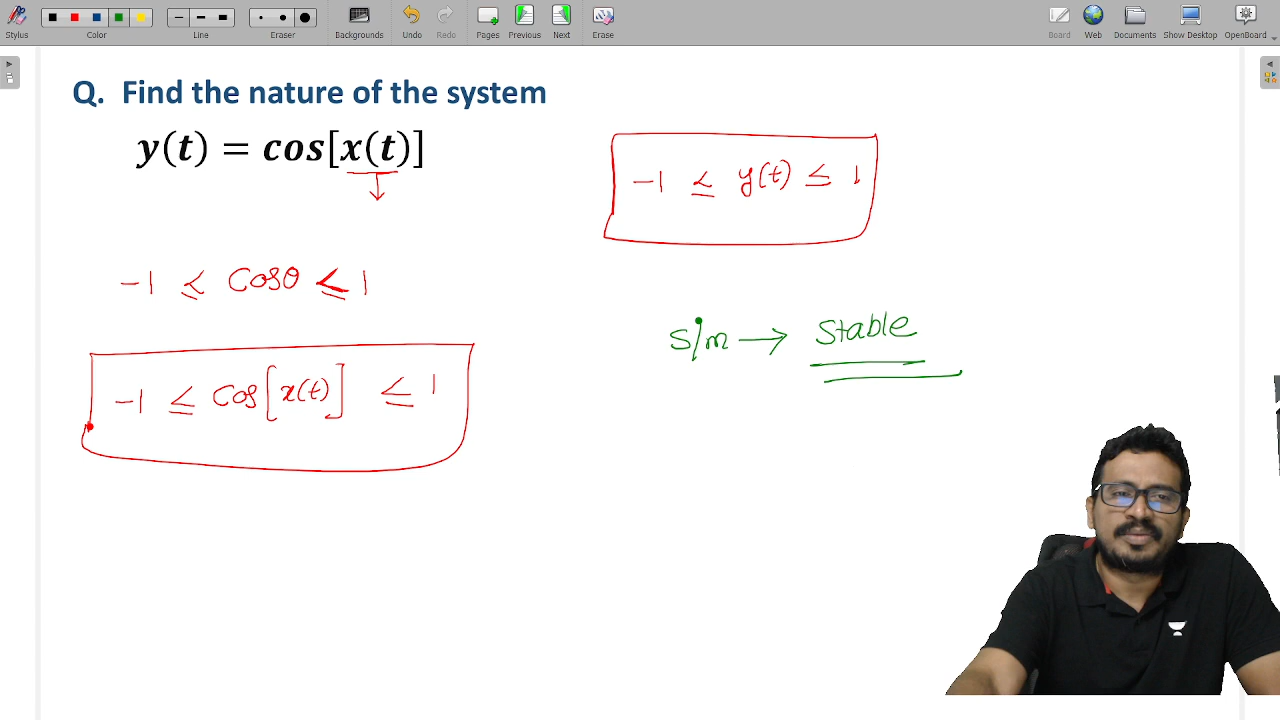 Stylus Color Line Eraser Backgrounds Undo Redo Pages Previous Next Erase Board Web Documents Show Desktop OpenBoard
Q. Find the nature of the system
y(t) = cos[x(t)]
-1 ≤ y(t) ≤ 1
-1 ≤ cosθ ≤ 1
S/m → Stable
-1 ≤ cos[x(t)] ≤ 1